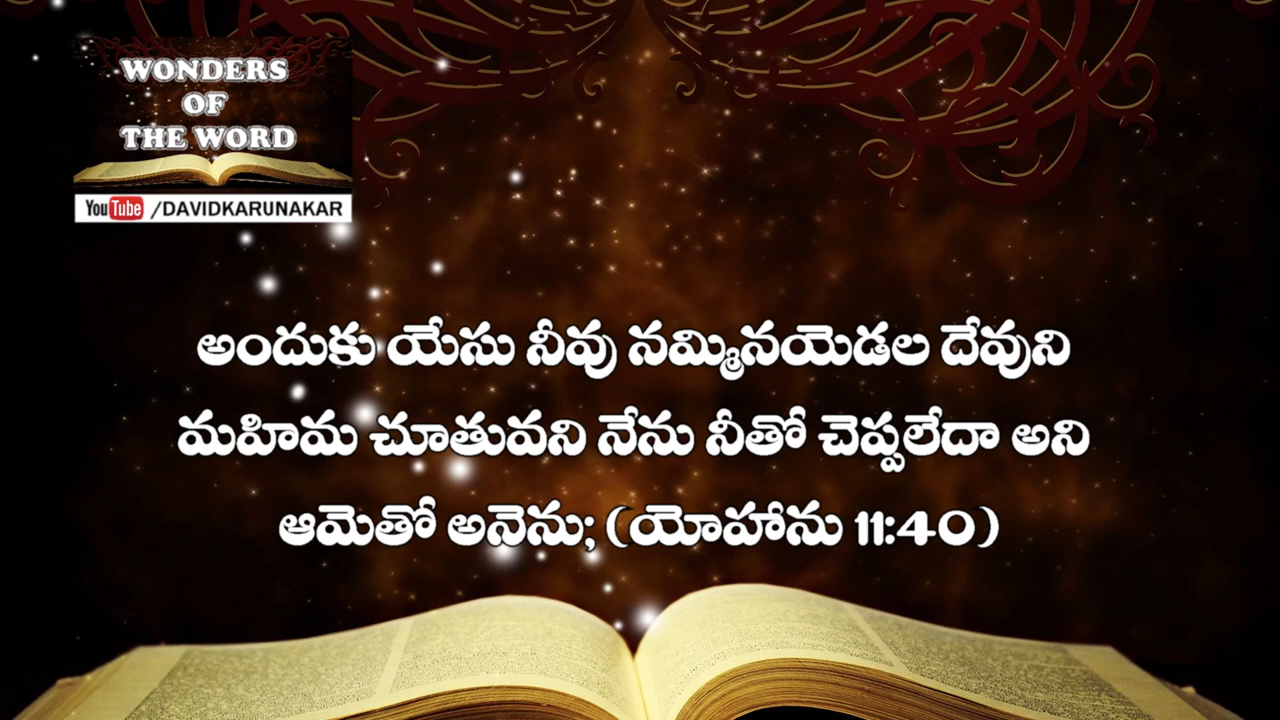 WONDERS
OF
THE WORD
YouTube /DAVIDKARUNAKAR
అందుకు యేసు నీవు నమ్మినయెడల దేవుని
మహిమ చూతువని నేను నీతో చెప్పలేదా అని
ఆమెతో అనెను; (యోహాను 11:40)